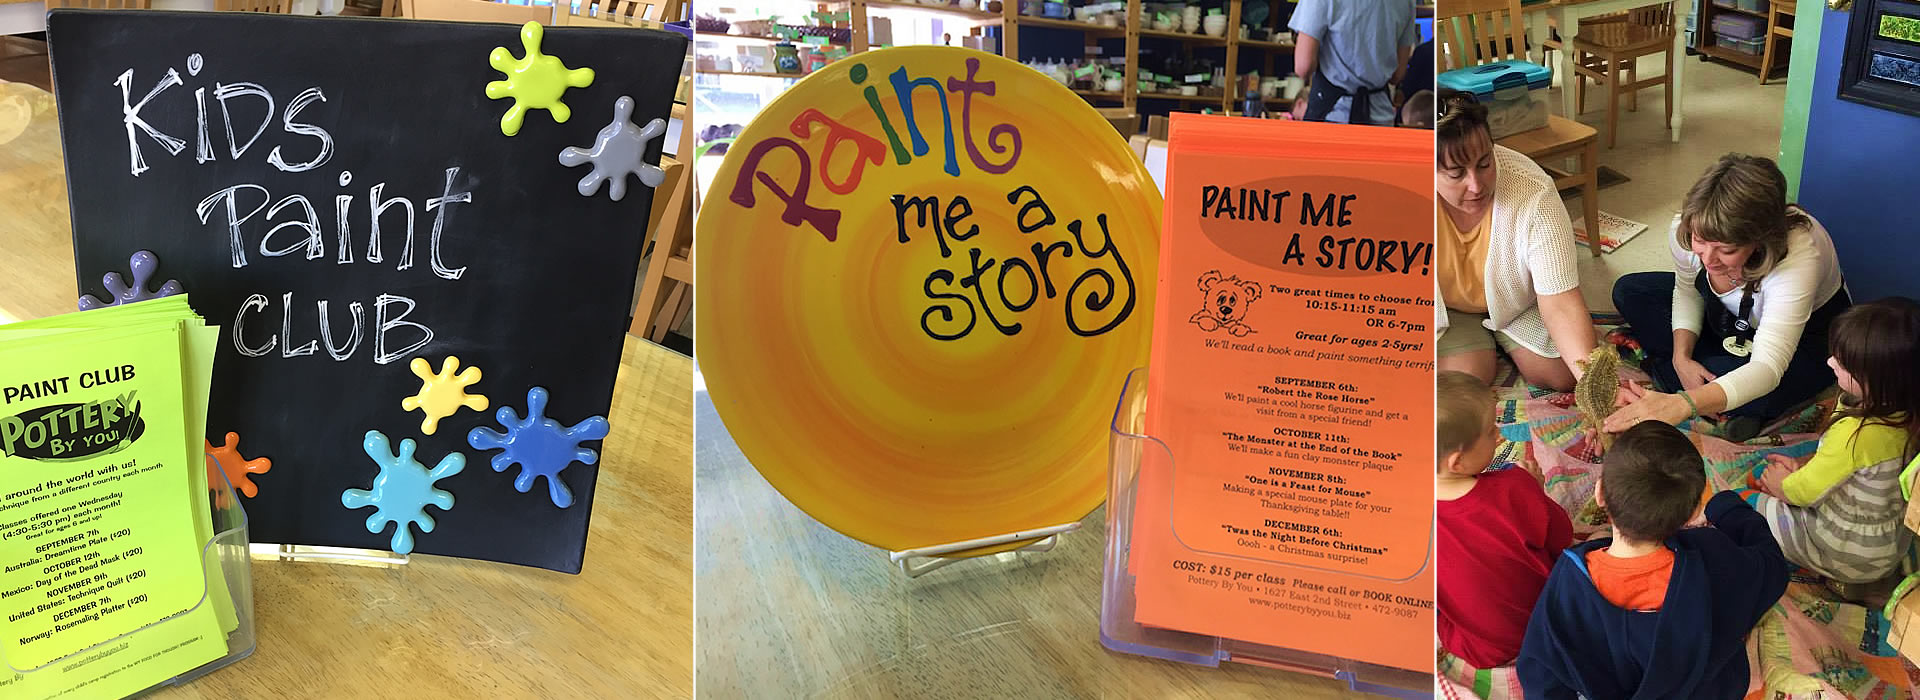 KiDS
Paint
CLUB
PAINT CLUB
POTTERY
BY YOU!
around the world with us!
technique from a different country each month
Classes offered one Wednesday
(4:30-5:30 pm) each month!
Great for ages 6 and up!
SEPTEMBER 7th
Australia: Dreamtime Plate ($20)
OCTOBER 12th
Mexico: Day of the Dead Mask ($20)
NOVEMBER 9th
United States: Technique Quilt ($20)
DECEMBER 7th
Norway: Rosemaling Platter ($20)
www.potterybyyou.biz
paint
me a
story
PAINT ME
A STORY!
Two great times to choose from
10:15-11:15 am
OR 6-7pm
Great for ages 2-5yrs!
We'll read a book and paint something
SEPTEMBER 6th:
"Robert the Rose Horse"
We'll paint a cool horse figurine and get a
visit from a special friend!
OCTOBER 11th:
"The Monster at the End of the Book"
We'll make a fun clay monster plaque
NOVEMBER 8th:
"One is a Feast for Mouse"
Making a special mouse plate for your
Thanksgiving table!!
DECEMBER 6th:
"Twas the Night Before Christmas"
Oooh - a Christmas surprise!
COST: $15 per class Please call or BOOK ONLINE
Pottery By You • 1627 East 2nd Street • 472-9087
www.potterybyyou.biz